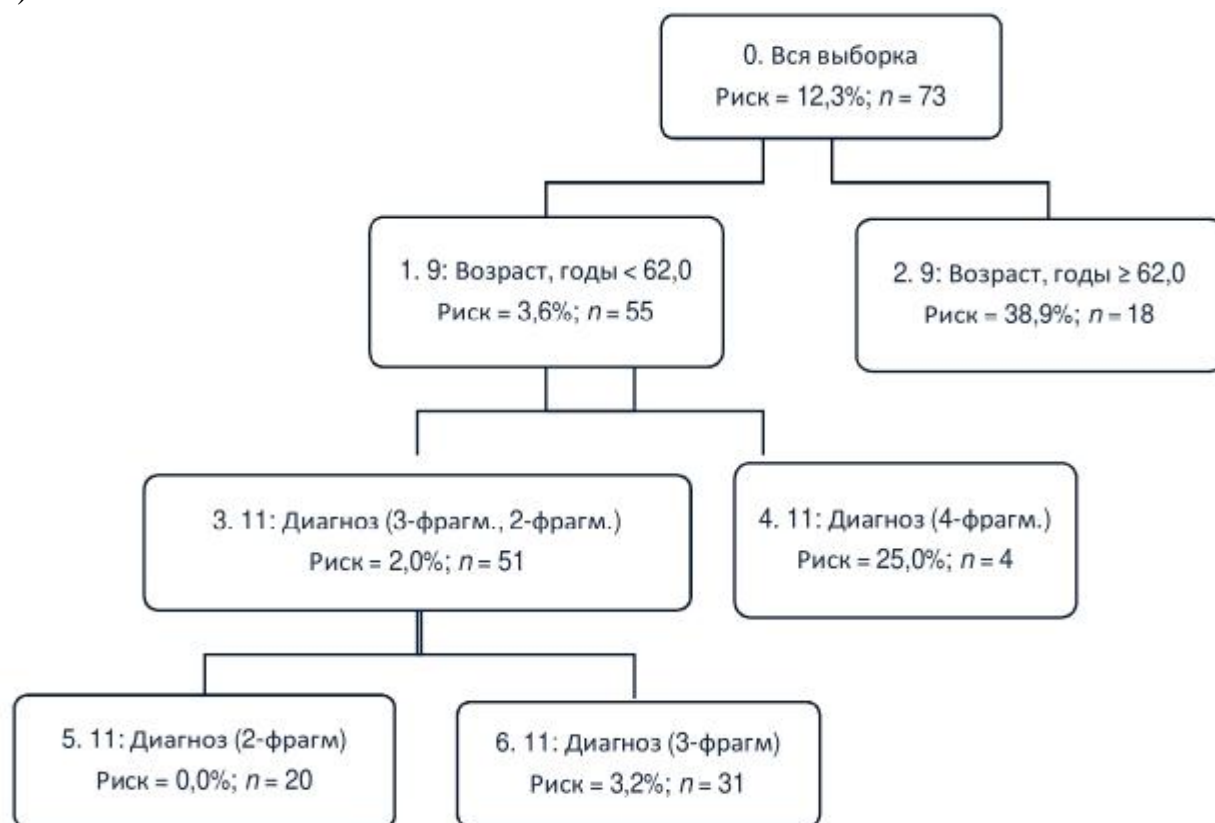 )
0. Вся выборка
Риск = 12,3%; n = 73
1. 9: Возраст, годы < 62,0
Риск = 3,6%; n = 55
2. 9: Возраст, годы ≥ 62,0
Риск = 38,9%; n = 18
3. 11: Диагноз (3-фрагм., 2-фрагм.)
Риск = 2,0%; n = 51
4. 11: Диагноз (4-фрагм.)
Риск = 25,0%; n = 4
5. 11: Диагноз (2-фрагм)
Риск = 0,0%; n = 20
6. 11: Диагноз (3-фрагм)
Риск = 3,2%; n = 31